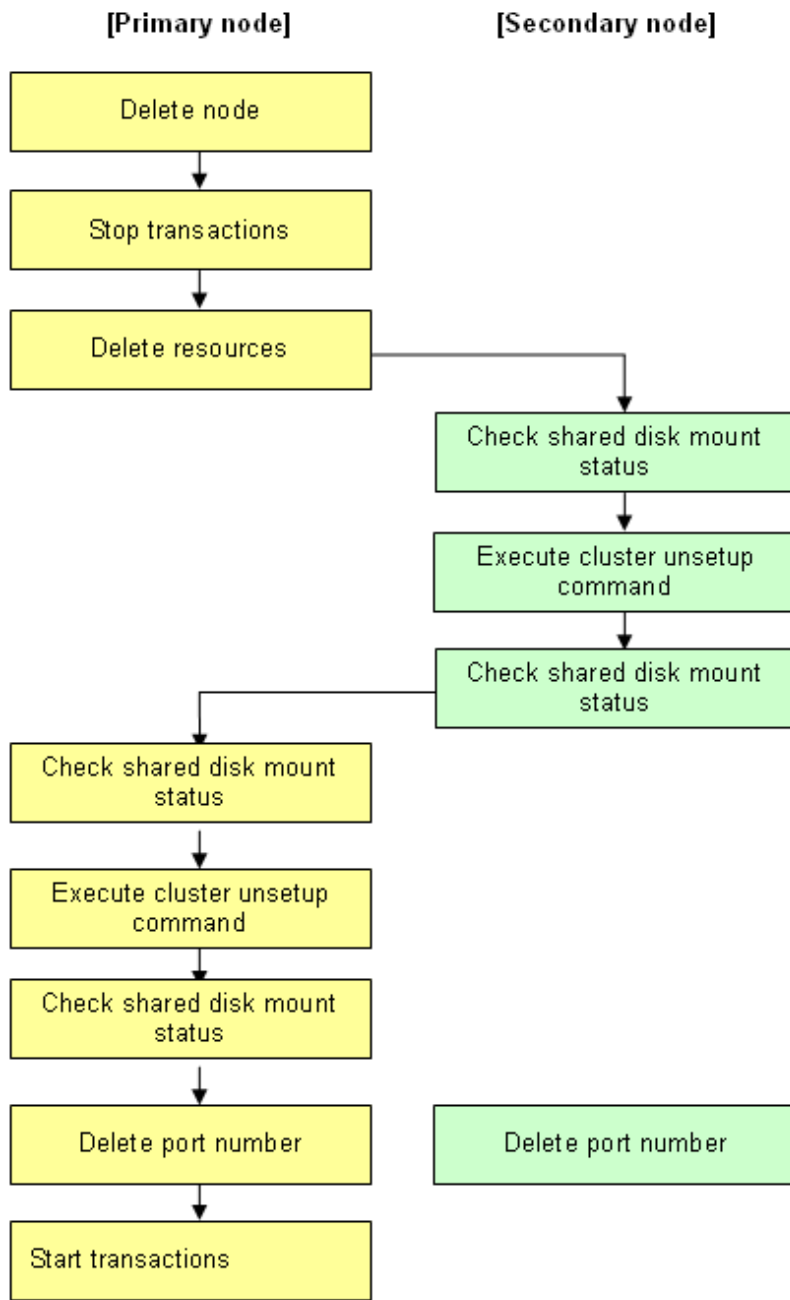 [Primary node]
[Secondary node]
Delete node
Stop transactions
Delete resources
Check shared disk mount
status
Execute cluster unsetup
command
Check shared disk mount
status
Check shared disk mount
status
Execute cluster unsetup
command
Check shared disk mount
status
Delete port number
Delete port number
Start transactions